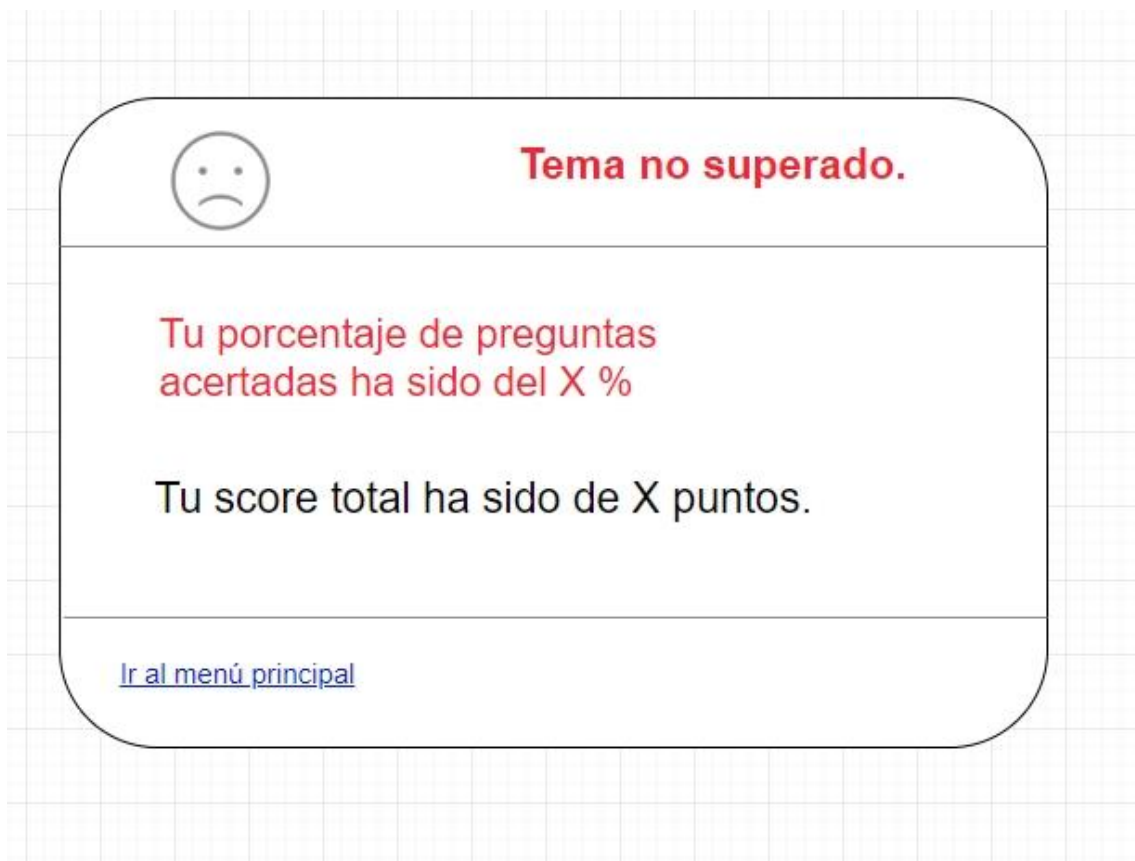 Tema no superado.
Tu porcentaje de preguntas
acertadas ha sido del X %
Tu score total ha sido de X puntos.
Ir al menú principal